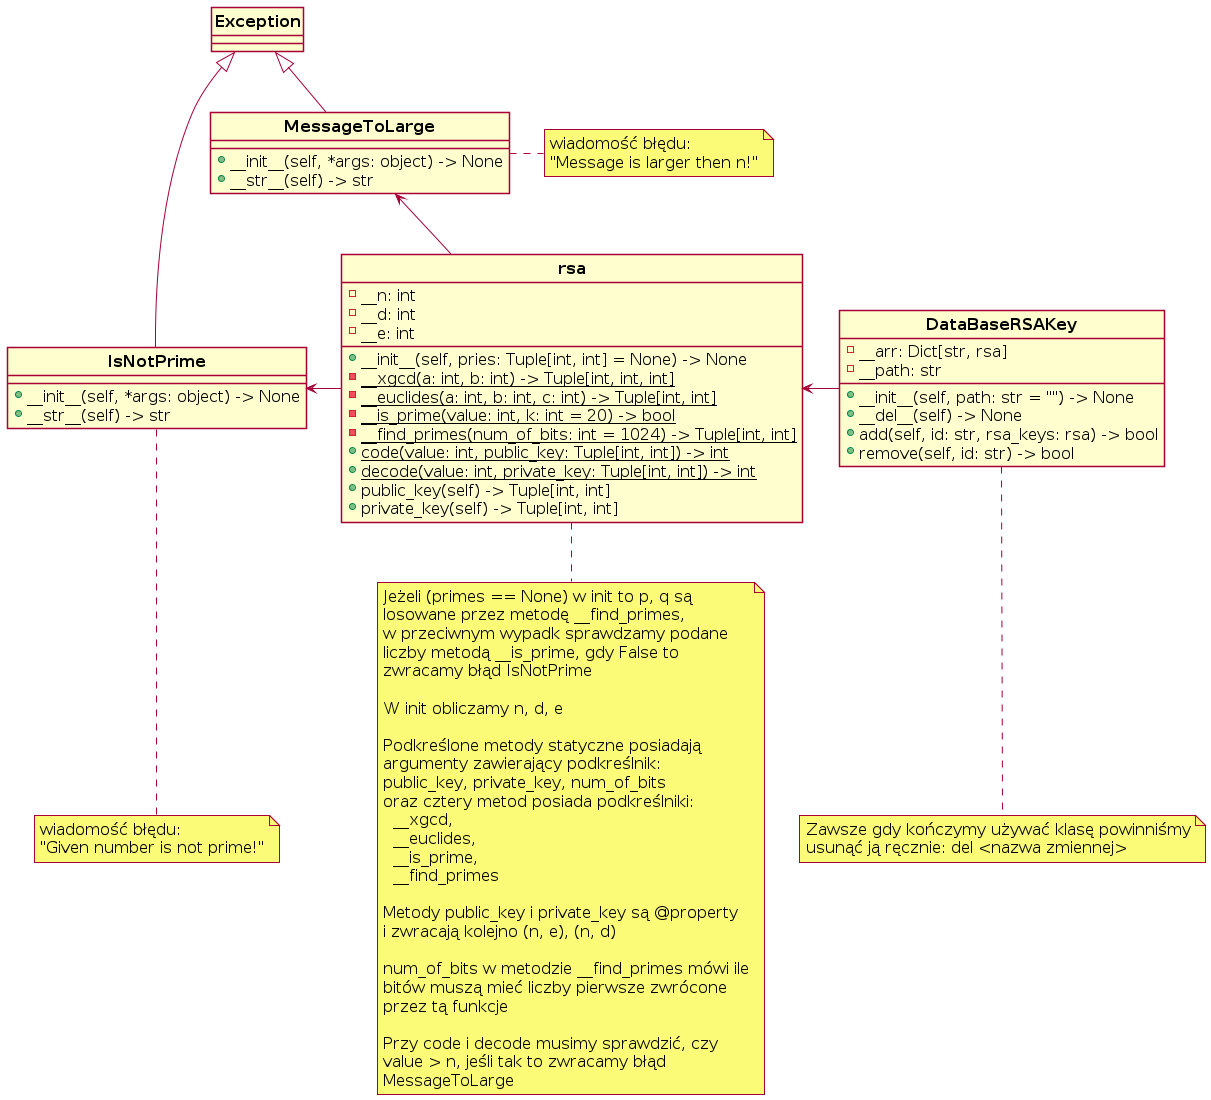 Exception
MessageToLarge
__init__(self, *args: object) -> None
__str__(self) -> str
wiadomość błędu:
"Message is larger then n!"
rsa
__n: int
__d: int
__e: int
__init__(self, pries: Tuple[int, int] = None) -> None
__xgcd(a: int, b: int) -> Tuple[int, int, int]
__euclides(a: int, b: int, c: int) -> Tuple[int, int]
__is_prime(value: int, k: int = 20) -> bool
__find_primes(num_of_bits: int = 1024) -> Tuple[int, int]
code(value: int, public_key: Tuple[int, int]) -> int
decode(value: int, private_key: Tuple[int, int]) -> int
public_key(self) -> Tuple[int, int]
private_key(self) -> Tuple[int, int]
DataBaseRSAKey
__arr: Dict[str, rsa]
__path: str
__init__(self, path: str = "") -> None
__del__(self) -> None
add(self, id: str, rsa_keys: rsa) -> bool
remove(self, id: str) -> bool
IsNotPrime
__init__(self, *args: object) -> None
__str__(self) -> str
Jeżeli (primes == None) w init to p, q są
losowane przez metodę __find_primes,
w przeciwnym wypadk sprawdzamy podane
liczby metodą __is_prime, gdy False to
zwracamy błąd IsNotPrime
W init obliczamy n, d, e
Podkreślone metody statyczne posiadają
argumenty zawierający podkreślnik:
public_key, private_key, num_of_bits
oraz cztery metod posiada podkreślniki:
__xgcd,
__euclides,
__is_prime,
__find_primes
Metody public_key i private_key są @property
i zwracają kolejno (n, e), (n, d)
num_of_bits w metodzie __find_primes mówi ile
bitów muszą mieć liczby pierwsze zwrócone
przez tą funkcje
Przy code i decode musimy sprawdzić, czy
value > n, jeśli tak to zwracamy błąd
MessageToLarge
wiadomość błędu:
"Given number is not prime!"
Zawsze gdy kończymy używać klasę powinniśmy
usunąć ją ręcznie: del <nazwa zmiennej>